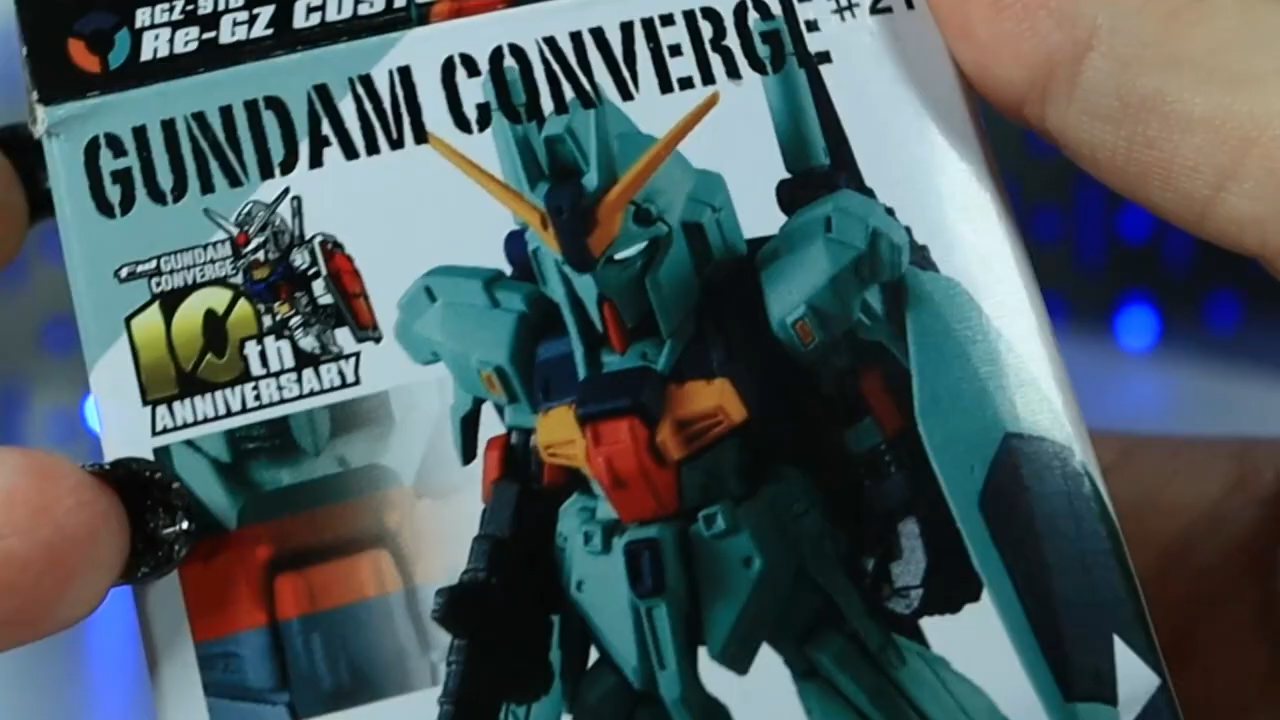 Re-GZ
GUNDAM CONVERGE
GUNDAM
CONVERGE
10th
ANNIVERSARY